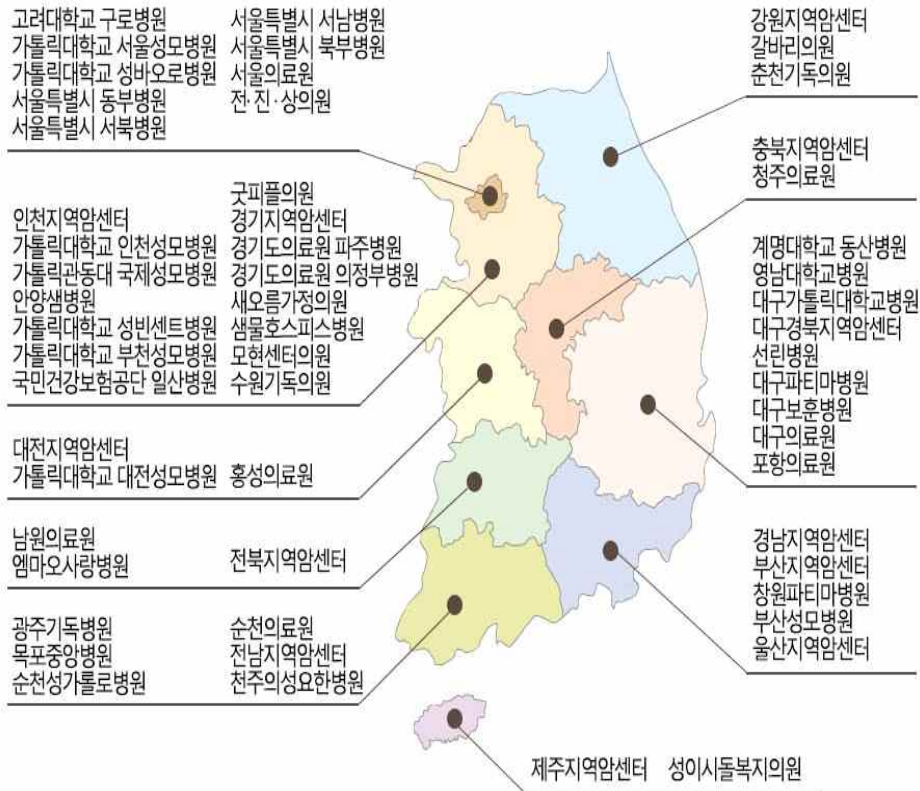 고려대학교 구로병원
가톨릭대학교 서울성모병원
가톨릭대학교 성바오로병원
서울특별시 동부병원
서울특별시 서북병원
서울특별시 서남병원
서울특별시 북부병원
서울의료원
전·진·상의원
강원지역암센터
갈바리의원
춘천기독의원
충북지역암센터
청주의료원
인천지역암센터
가톨릭대학교 인천성모병원
가톨릭관동대 국제성모병원
안양샘병원
가톨릭대학교 성빈센트병원
가톨릭대학교 부천성모병원
국민건강보험공단 일산병원
굿피플의원
경기지역암센터
경기도의료원 파주병원
경기도의료원 의정부병원
새오름가정의원
샘물호스피스병원
모현센터의원
수원기독의원
계명대학교 동산병원
영남대학교병원
대구가톨릭대학교병원
대구경북지역암센터
선린병원
대구파티마병원
대구보훈병원
대구의료원
포항의료원
대전지역암센터
가톨릭대학교 대전성모병원
홍성의료원
남원의료원
엠마오사랑병원
전북지역암센터
경남지역암센터
부산지역암센터
창원파티마병원
부산성모병원
울산지역암센터
광주기독병원
목포중앙병원
순천성가롤로병원
순천의료원
전남지역암센터
천주의성요한병원
제주지역암센터 성이시돌복지의원